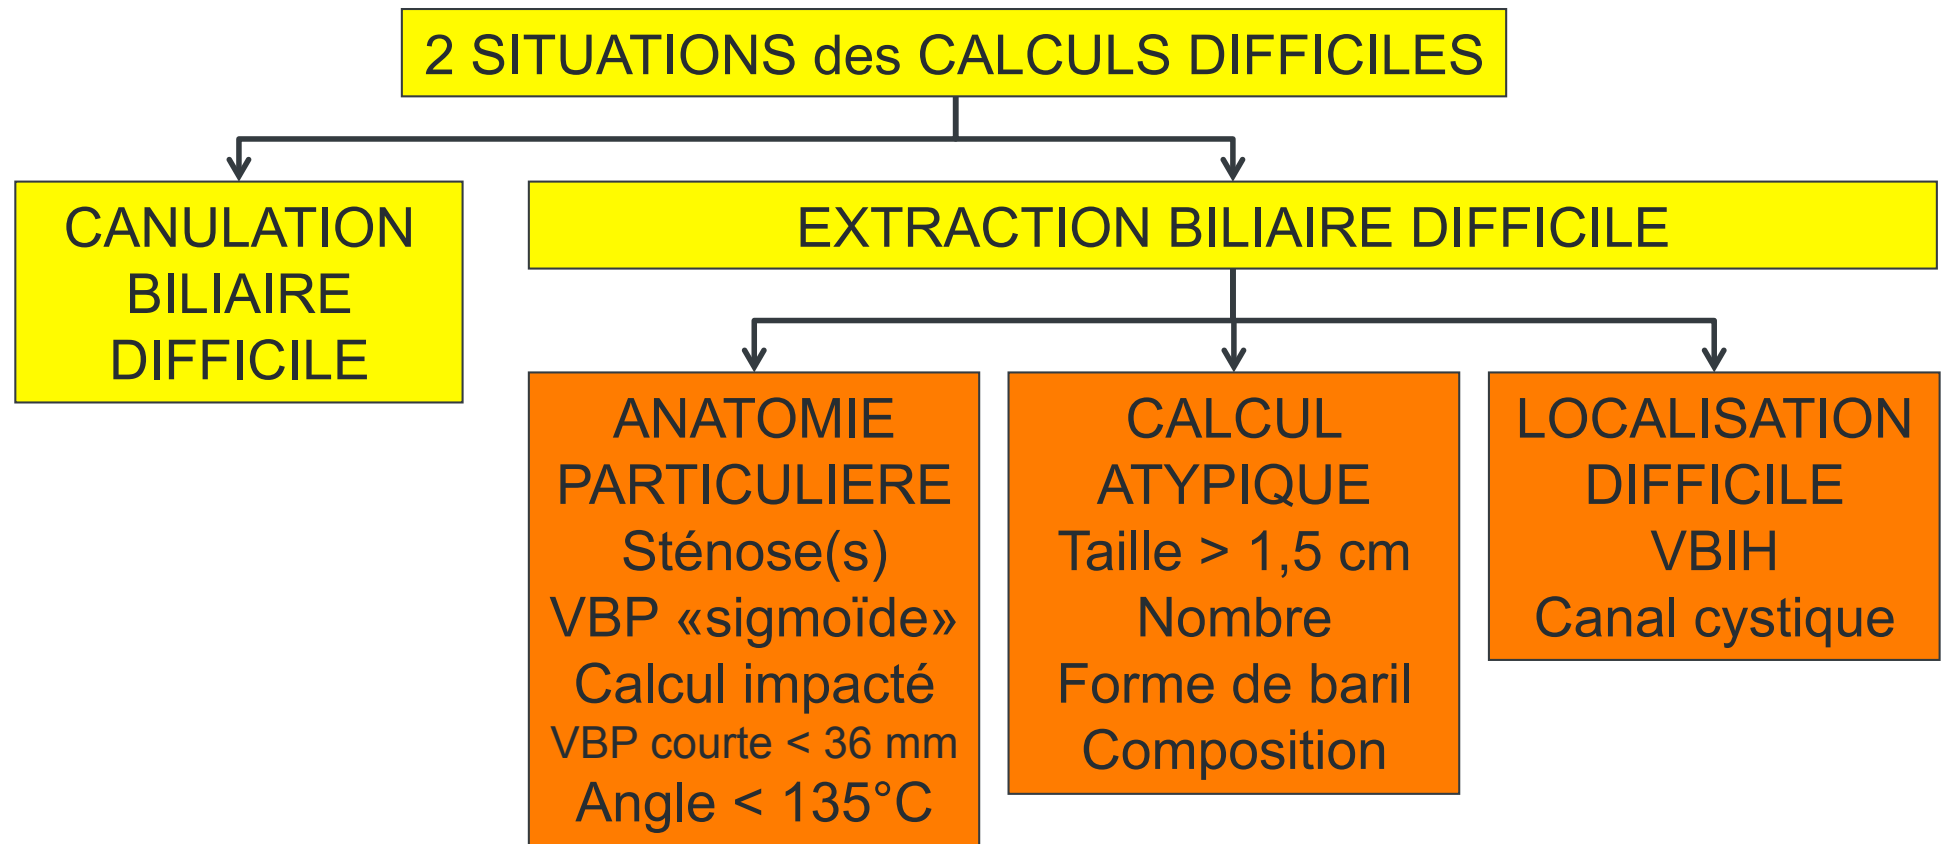 2 SITUATIONS des CALCULS DIFFICILES
CANULATION
BILIAIRE
DIFFICILE
EXTRACTION BILIAIRE DIFFICILE
ANATOMIE
PARTICULIERE
Sténose(s)
VBP «sigmoïde»
Calcul impacté
VBP courte < 36 mm
Angle < 135°C
CALCUL
ATYPIQUE
Taille > 1,5 cm
Nombre
Forme de baril
Composition
LOCALISATION
DIFFICILE
VBIH
Canal cystique